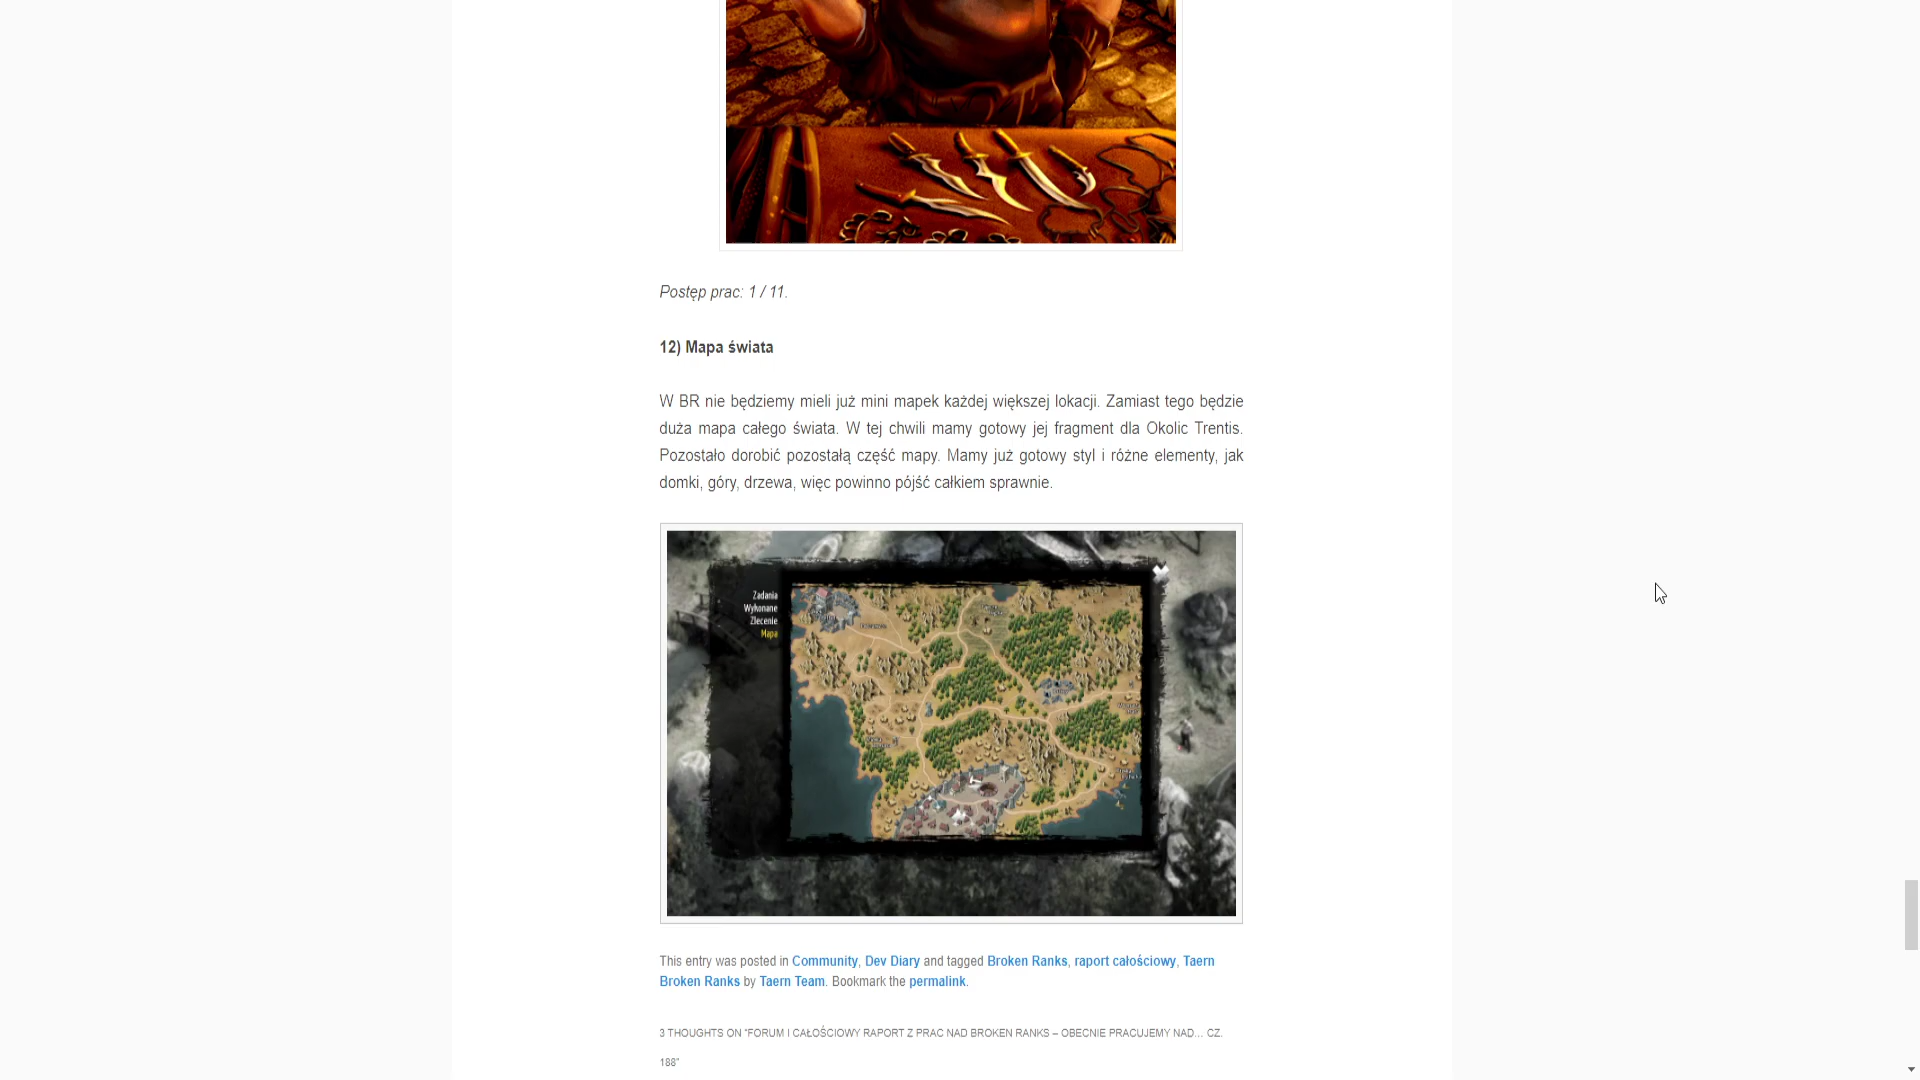 Postęp prac: 1 / 11.
12) Mapa świata
W BR nie będziemy mieli już mini mapek każdej większej lokacji. Zamiast tego będzie
duża mapa całego świata. W tej chwili mamy gotowy jej fragment dla Okolic Trentis.
Pozostało dorobić pozostałą część mapy. Mamy już gotowy styl i różne elementy, jak
domki, góry, drzewa, więc powinno pójść całkiem sprawnie.
Zadania
Wykonane
Zlecenie
Mapa
This entry was posted in Community, Dev Diary and tagged Broken Ranks, raport całościowy, Taern
Broken Ranks by Taern Team. Bookmark the permalink.
3 THOUGHTS ON “FORUM I CAŁOŚCIOWY RAPORT Z PRAC NAD BROKEN RANKS – OBECNIE PRACUJEMY NAD… CZ.
188”